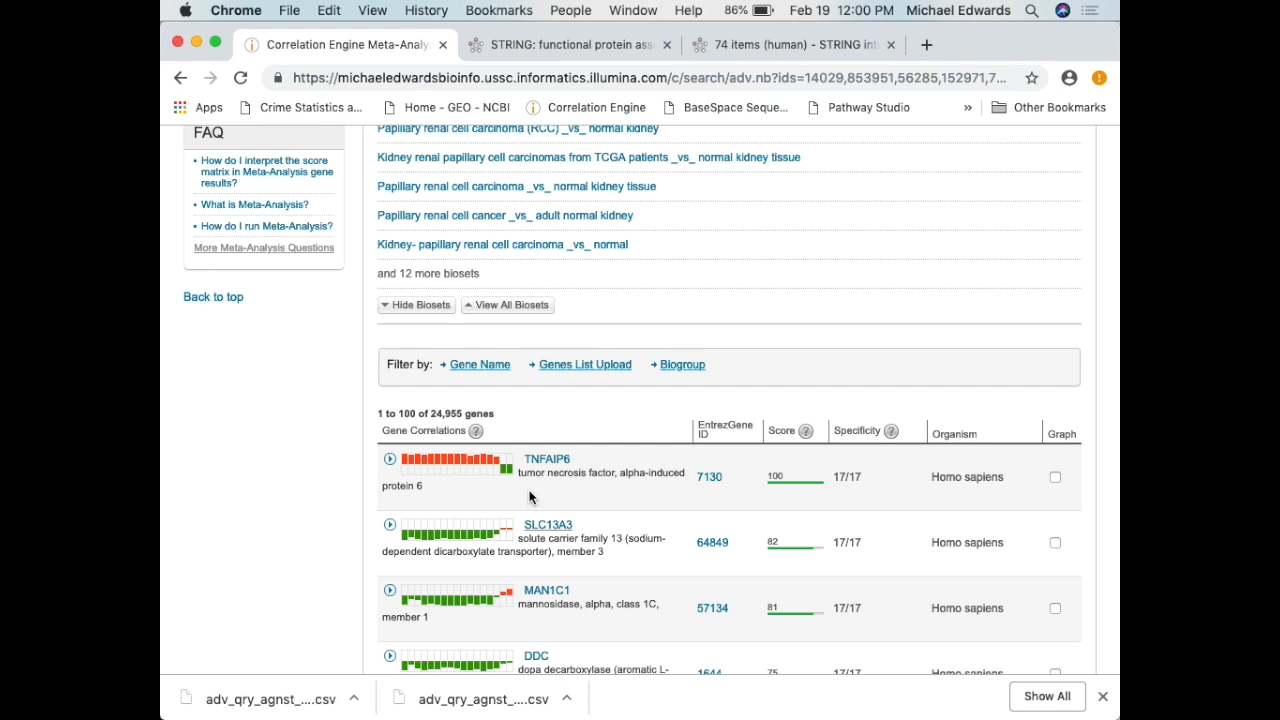 Chrome File Edit View History Bookmarks People Window Help 86% Feb 19 12:00 PM Michael Edwards
Correlation Engine Meta-Analy STRING: functional protein ass 74 items (human) - STRING int
https://michaeledwardsbioinfo.ussc.informatics.illumina.com/c/search/adv.nb?ids=14029,853951,56285,152971,7...
Apps Crime Statistics a... Home - GEO - NCBI Correlation Engine BaseSpace Seque... Pathway Studio » Other Bookmarks
FAQ
How do I interpret the score
matrix in Meta-Analysis gene
results?
What is Meta-Analysis?
How do I run Meta-Analysis?
More Meta-Analysis Questions
Back to top
Papillary renal cell carcinoma (RCC) _vs_ normal kidney
Kidney renal papillary cell carcinomas from TCGA patients _vs_ normal kidney tissue
Papillary renal cell carcinoma _vs_ normal kidney tissue
Papillary renal cell cancer _vs_ adult normal kidney
Kidney- papillary renal cell carcinoma _vs_ normal
and 12 more biosets
Hide Biosets View All Biosets
Filter by: Gene Name Genes List Upload Biogroup
1 to 100 of 24,955 genes
Gene Correlations ? EntrezGene ID Score ? Specificity ? Organism Graph
TNFAIP6
tumor necrosis factor, alpha-induced
protein 6
7130 100 17/17 Homo sapiens
SLC13A3
solute carrier family 13 (sodium-
dependent dicarboxylate transporter), member 3
64849 82 17/17 Homo sapiens
MAN1C1
mannosidase, alpha, class 1C,
member 1
57134 81 17/17 Homo sapiens
DDC
dopa decarboxylase (aromatic L-
1644 75 17/17 Homo sapiens
adv_qry_agnst_....csv adv_qry_agnst_....csv Show All